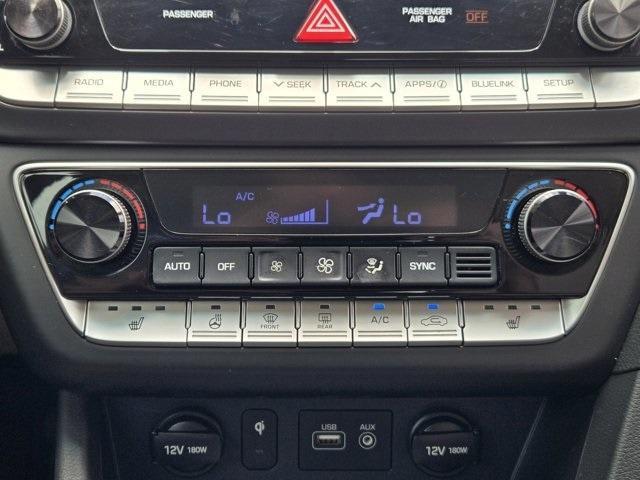 PASSENGER
PASSENGER AIR BAG OFF
RADIO MEDIA PHONE SEEK TRACK APPS/i BLUELINK SETUP
A/C
Lo Lo
AUTO OFF SYNC
FRONT REAR A/C
USB AUX
12V 180W 12V 180W